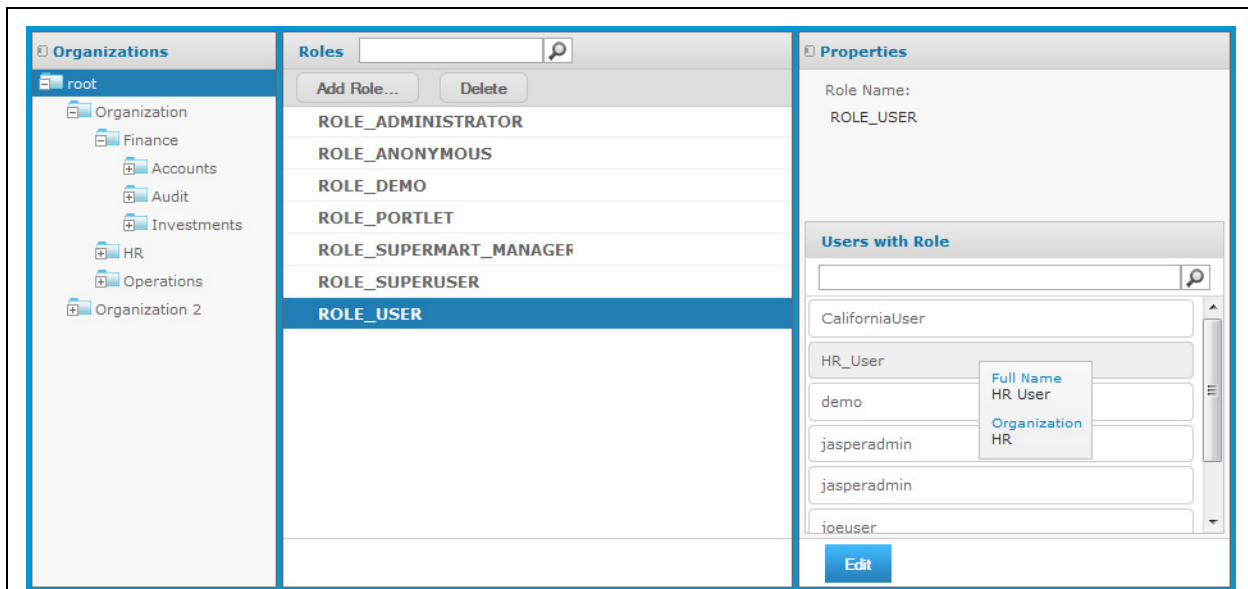 Organizations
root
Organization
Finance
Accounts
Audit
Investments
HR
Operations
Organization 2
Roles
Add Role...
Delete
ROLE_ADMINISTRATOR
ROLE_ANONYMOUS
ROLE_DEMO
ROLE_PORTLET
ROLE_SUPERMART_MANAGER
ROLE_SUPERUSER
ROLE_USER
Properties
Role Name:
ROLE_USER
Users with Role
CaliforniaUser
HR_User
Full Name
HR User
Organization
HR
demo
jasperadmin
jasperadmin
joeuser
Edit